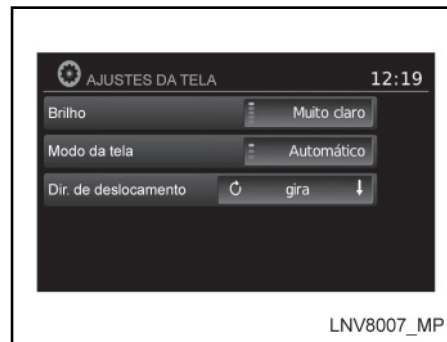 AJUSTES DA TELA 12:19
Brilho Muito claro
Modo da tela Automático
Dir. de deslocamento gira
LNV8007_MP